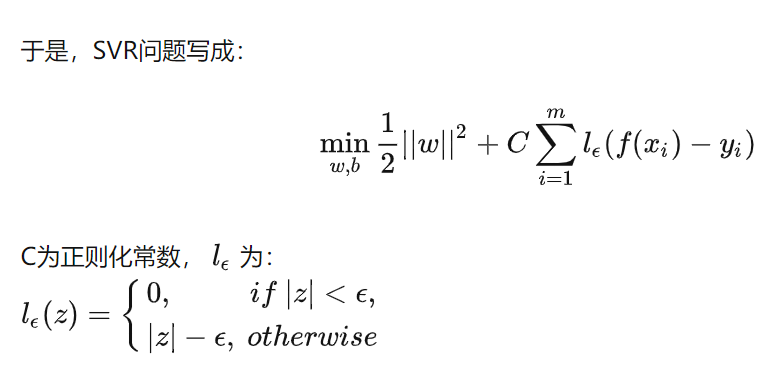 于是，SVR问题写成：
$\min_{w,b} \frac{1}{2}||w||^2 + C\sum_{i=1}^{m} l_\epsilon(f(x_i) - y_i)$
C为正则化常数， $l_\epsilon$ 为：
$l_\epsilon(z) = \begin{cases} 0, & if\ |z| < \epsilon, \\ |z| - \epsilon, & otherwise \end{cases}$